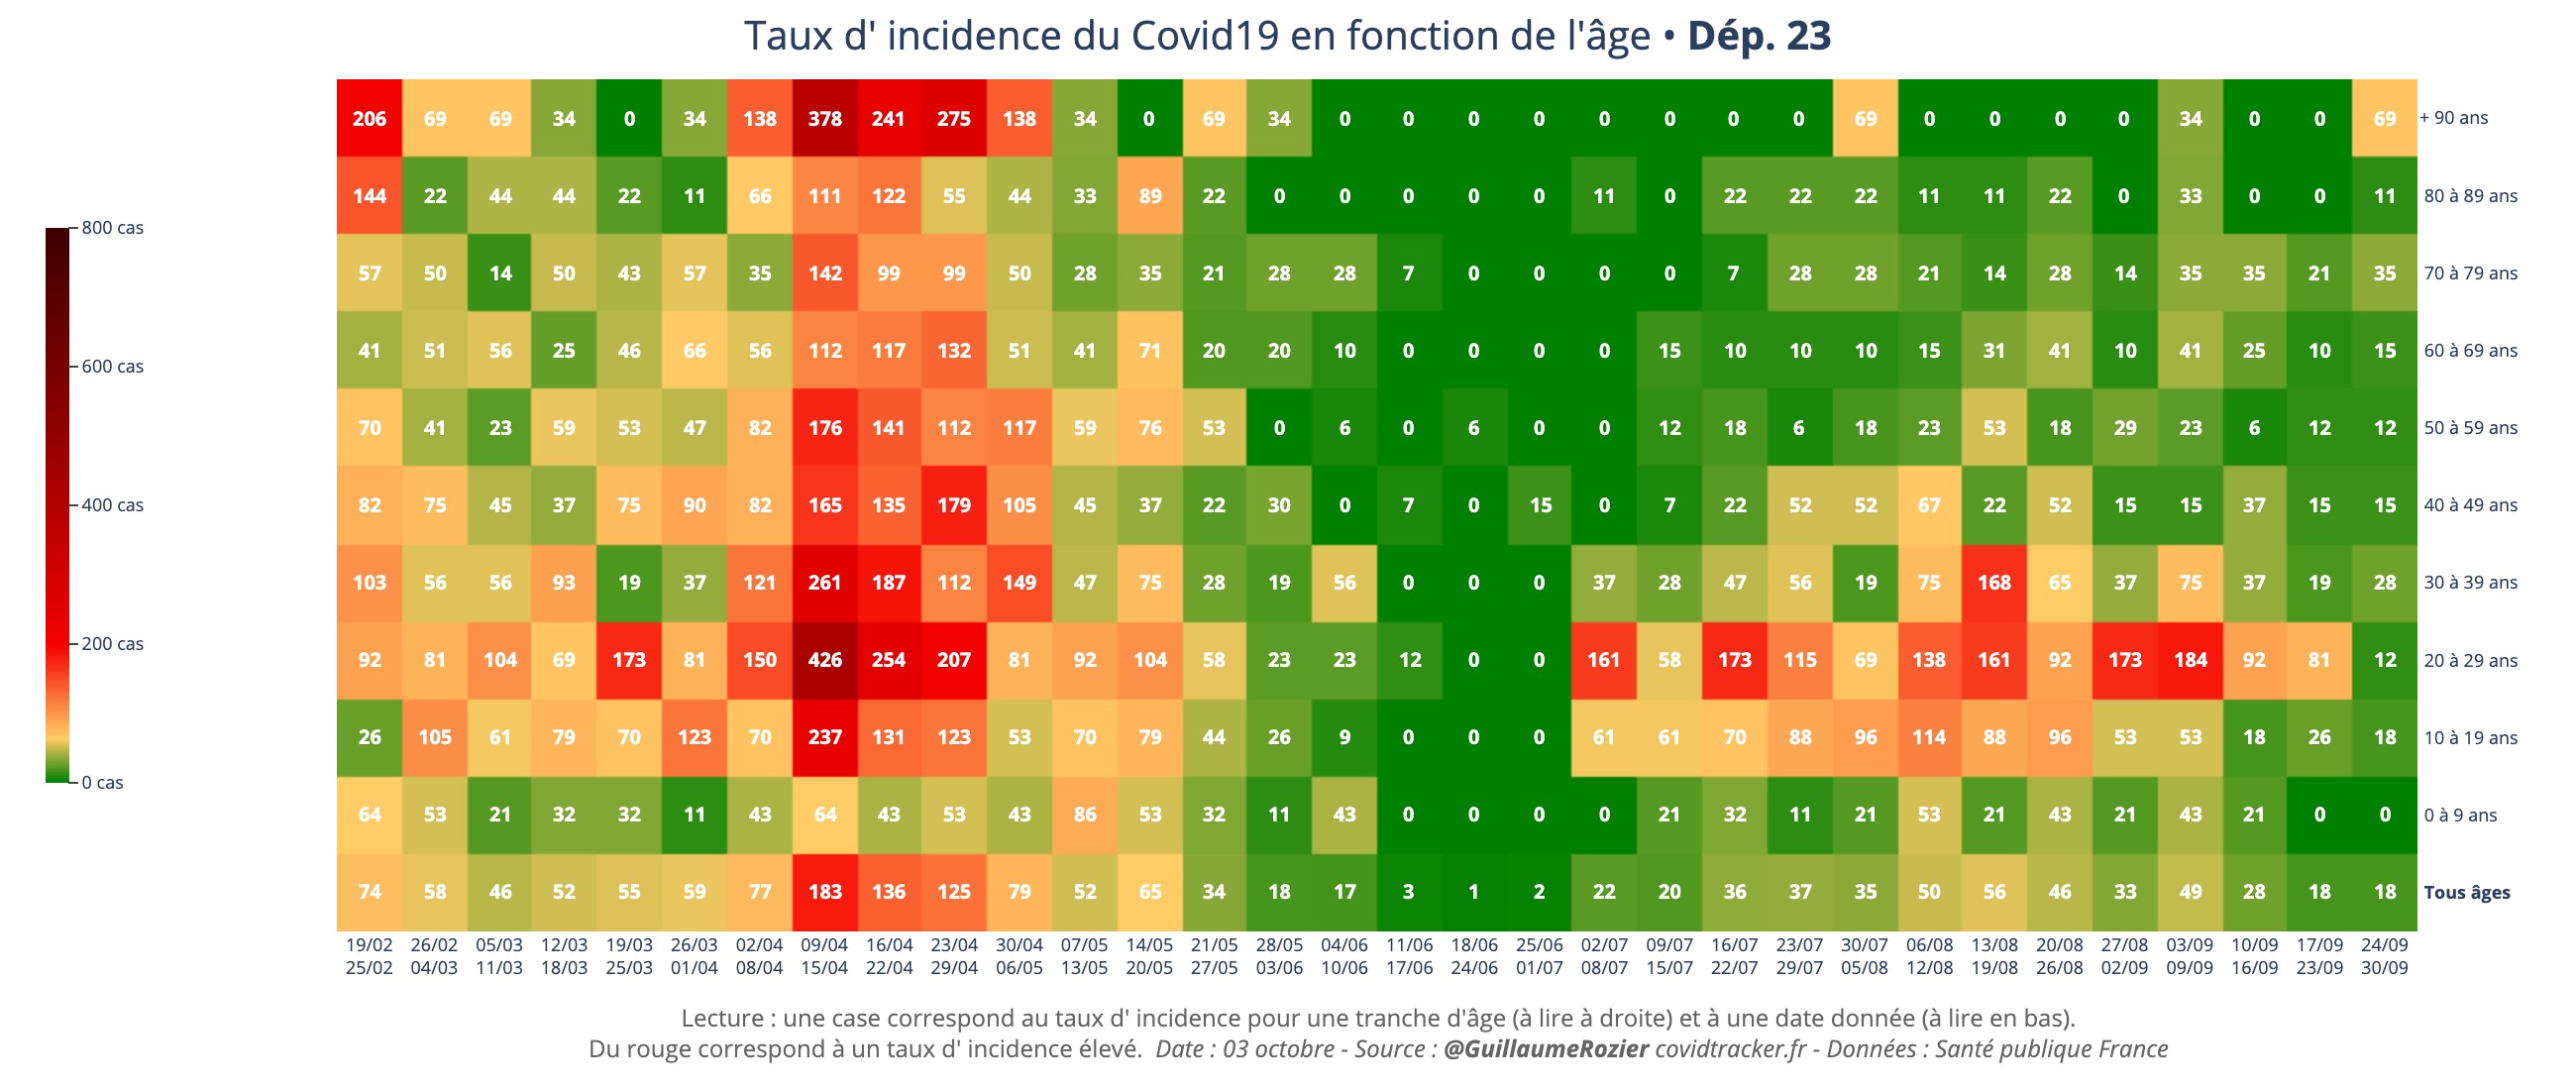 Taux d' incidence du Covid19 en fonction de l'âge • Dép. 23
800 cas
600 cas
400 cas
200 cas
0 cas
206 69 69 34 0 34 138 378 241 275 138 34 0 69 34 0 0 0 0 0 0 0 0 69 0 0 0 0 34 0 0 69 + 90 ans
144 22 44 44 22 11 66 111 122 55 44 33 89 22 0 0 0 0 0 11 0 22 22 22 11 11 22 0 33 0 0 11 80 à 89 ans
57 50 14 50 43 57 35 142 99 99 50 28 35 21 28 28 7 0 0 0 0 7 28 28 21 14 28 14 35 35 21 35 70 à 79 ans
41 51 56 25 46 66 56 112 117 132 51 41 71 20 20 10 0 0 0 0 15 10 10 10 15 31 41 10 41 25 10 15 60 à 69 ans
70 41 23 59 53 47 82 176 141 112 117 59 76 53 0 6 0 6 0 0 12 18 6 18 23 53 18 29 23 6 12 12 50 à 59 ans
82 75 45 37 75 90 82 165 135 179 105 45 37 22 30 0 7 0 15 0 7 22 52 52 67 22 52 15 15 37 15 15 40 à 49 ans
103 56 56 93 19 37 121 261 187 112 149 47 75 28 19 56 0 0 0 37 28 47 56 19 75 168 65 37 75 37 19 28 30 à 39 ans
92 81 104 69 173 81 150 426 254 207 81 92 104 58 23 23 12 0 0 161 58 173 115 69 138 161 92 173 184 92 81 12 20 à 29 ans
26 105 61 79 70 123 70 237 131 123 53 70 79 44 26 9 0 0 0 61 61 70 88 96 114 88 96 53 53 18 26 18 10 à 19 ans
64 53 21 32 32 11 43 64 43 53 43 86 53 32 11 43 0 0 0 0 21 32 11 21 53 21 43 21 43 21 0 0 0 à 9 ans
74 58 46 52 55 59 77 183 136 125 79 52 65 34 18 17 3 1 2 22 20 36 37 35 50 56 46 33 49 28 18 18 Tous âges
19/02 26/02 05/03 12/03 19/03 26/03 02/04 09/04 16/04 23/04 30/04 07/05 14/05 21/05 28/05 04/06 11/06 18/06 25/06 02/07 09/07 16/07 23/07 30/07 06/08 13/08 20/08 27/08 03/09 10/09 17/09 24/09
25/02 04/03 11/03 18/03 25/03 01/04 08/04 15/04 22/04 29/04 06/05 13/05 20/05 27/05 03/06 10/06 17/06 24/06 01/07 08/07 15/07 22/07 29/07 05/08 12/08 19/08 26/08 02/09 09/09 16/09 23/09 30/09
Lecture : une case correspond au taux d' incidence pour une tranche d'âge (à lire à droite) et à une date donnée (à lire en bas).
Du rouge correspond à un taux d' incidence élevé. Date : 03 octobre - Source : @GuillaumeRozier covidtracker.fr - Données : Santé publique France